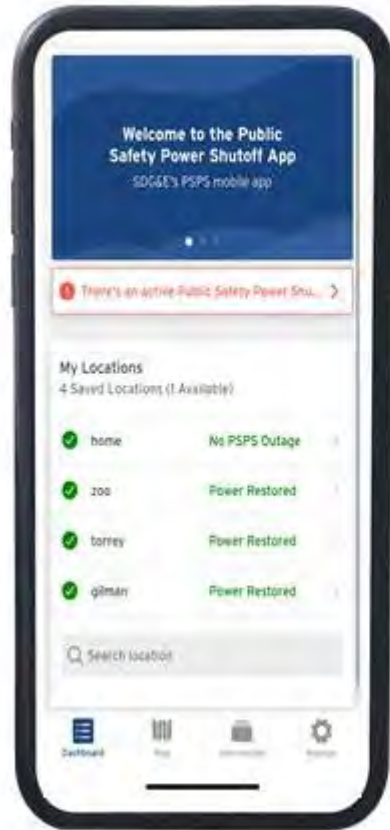 Welcome to the Public
Safety Power Shutoff App
SDG&E's PSPS mobile app
There's an active Public Safety Power Shu...
My Locations
4 Saved Locations (1 Available)
home No PSPS Outage
zoo Power Restored
torrey Power Restored
gilman Power Restored
Search location
Dashboard Map